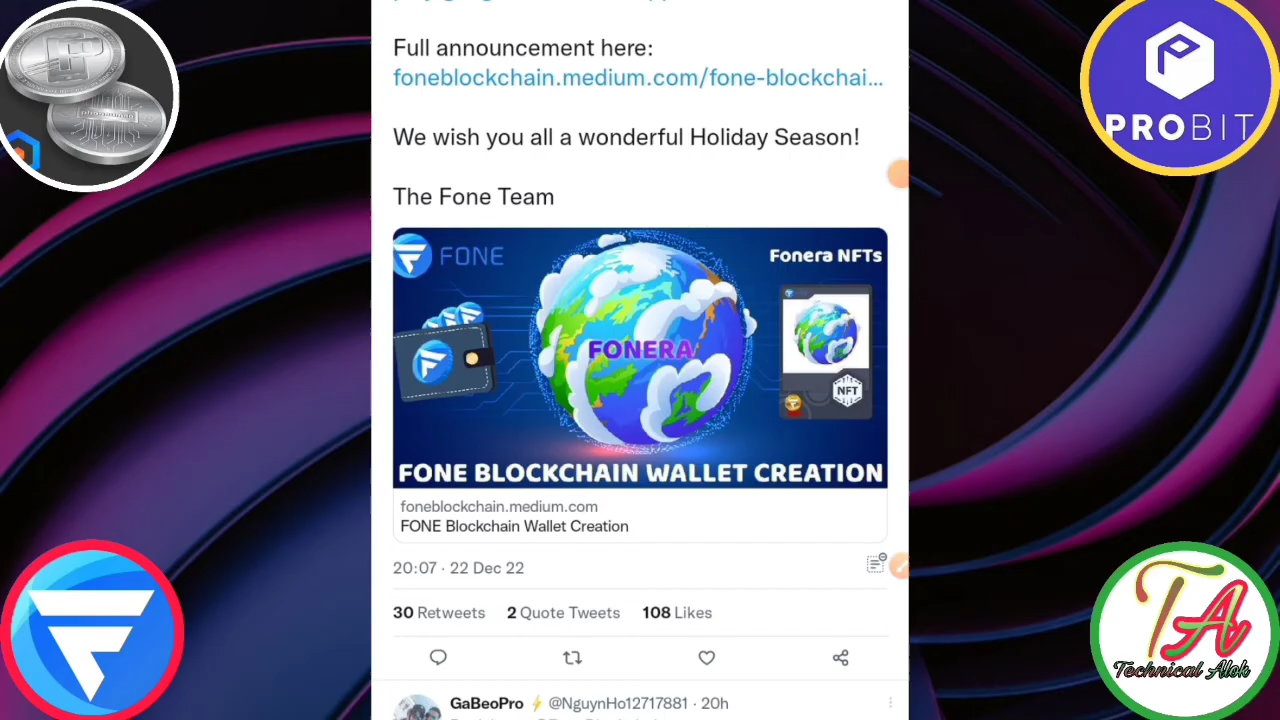 Full announcement here:
foneblockchain.medium.com/fone-blockchai...
We wish you all a wonderful Holiday Season!
The Fone Team
FONE
Fonera NFTs
FONERA
NFT
FONE BLOCKCHAIN WALLET CREATION
foneblockchain.medium.com
FONE Blockchain Wallet Creation
20:07 · 22 Dec 22
30 Retweets 2 Quote Tweets 108 Likes
GaBeoPro ⚡ @NguynHo12717881 · 20h
PROBIT
TA
Technical Alok